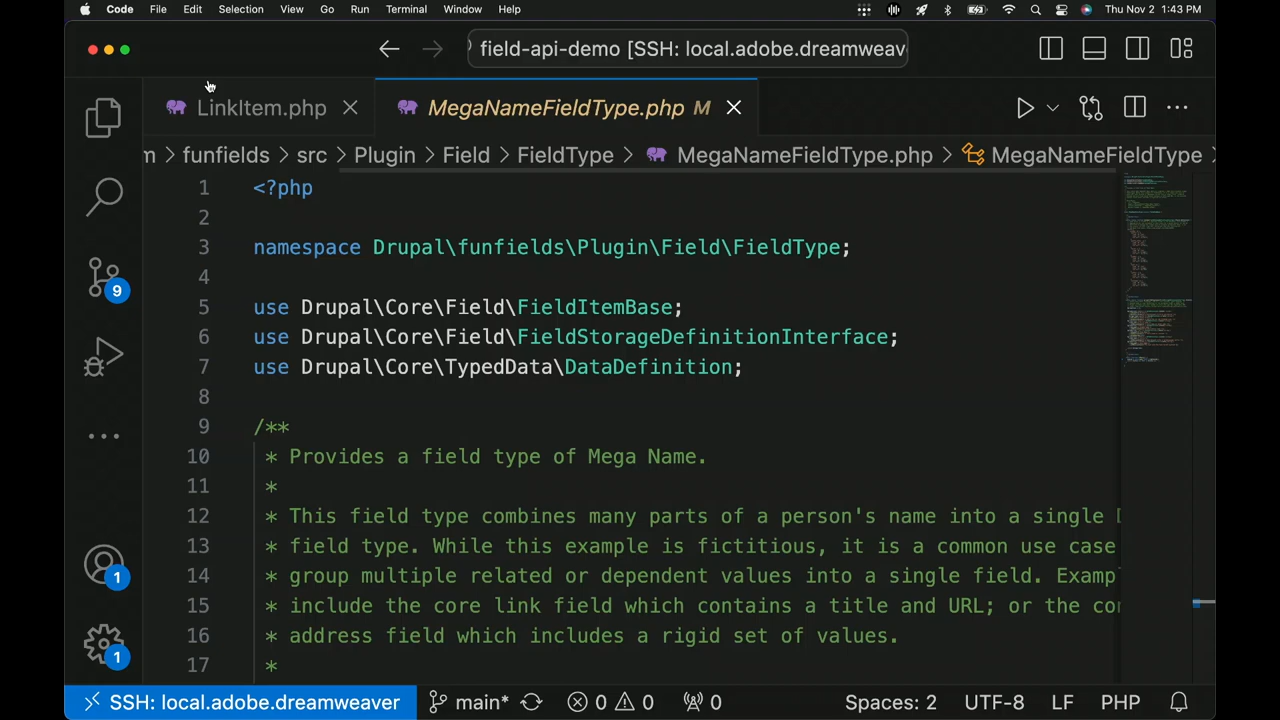 Code File Edit Selection View Go Run Terminal Window Help Thu Nov 2 1:43 PM
field-api-demo [SSH: local.adobe.dreamweav
LinkItem.php MegaNameFieldType.php M
m > funfields > src > Plugin > Field > FieldType > MegaNameFieldType.php > MegaNameFieldType >
1 <?php
2
3 namespace Drupal\funfields\Plugin\Field\FieldType;
4
5 use Drupal\Core\Field\FieldItemBase;
6 use Drupal\Core\Field\FieldStorageDefinitionInterface;
7 use Drupal\Core\TypedData\DataDefinition;
8
9 /**
10 * Provides a field type of Mega Name.
11 *
12 * This field type combines many parts of a person's name into a single
13 * field type. While this example is fictitious, it is a common use case
14 * group multiple related or dependent values into a single field. Examp
15 * include the core link field which contains a title and URL; or the co
16 * address field which includes a rigid set of values.
17 *
9
1
1
SSH: local.adobe.dreamweaver main* 0 0 0 Spaces: 2 UTF-8 LF PHP